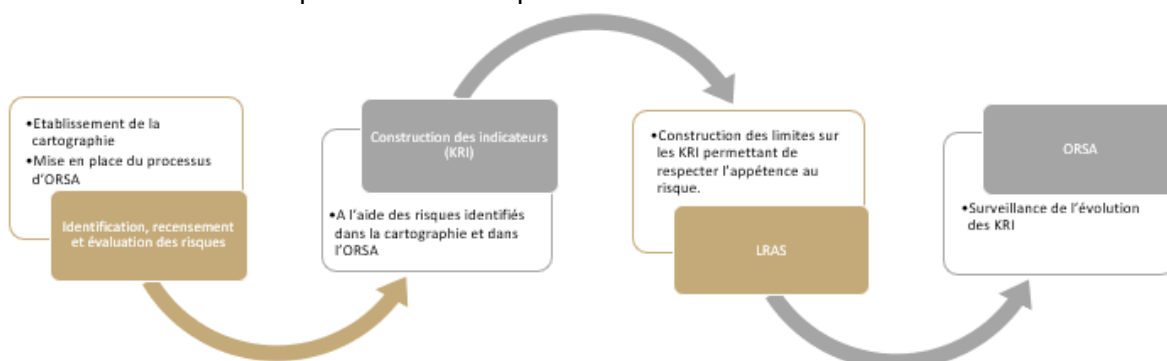 •Etablissement de la
cartographie
•Mise en place du processus
d'ORSA
Identification, recensement
et évaluation des risques
Construction des indicateurs
(KRI)
•A l'aide des risques identifiés
dans la cartographie et dans
l'ORSA
•Construction des limites sur
les KRI permettant de
respecter l'appétence au
risque.
LRAS
ORSA
•Surveillance de l'évolution
des KRI